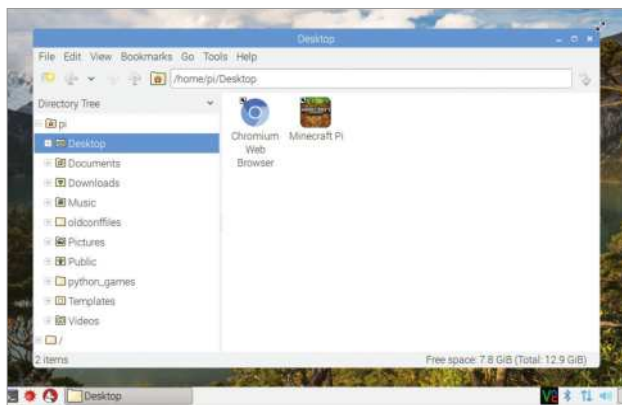 Desktop
File Edit View Bookmarks Go Tools Help
/home/pi/Desktop
Directory Tree
pi
Desktop
Documents
Downloads
Music
oldconffiles
Pictures
Public
python_games
Templates
Videos
/
Chromium
Web
Browser
Minecraft Pi
2 items
Free space: 7.8 GiB (Total: 12.9 GiB)
Desktop